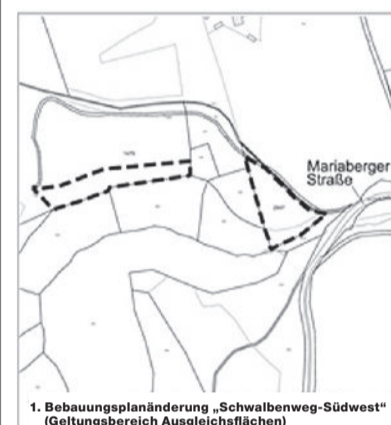 Mariaberger
Straße
1. Bebauungsplanänderung „Schwalbenweg-Südwest“
(Geltungsbereich Ausgleichsflächen)